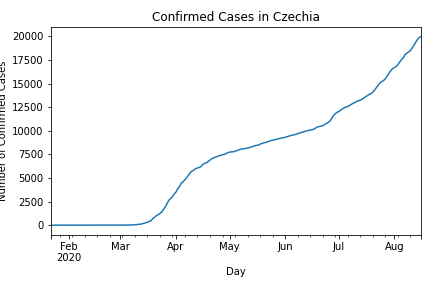 Confirmed Cases in Czechia
Number of Confirmed Cases
20000
17500
15000
12500
10000
7500
5000
2500
0
Feb Mar Apr May Jun Jul Aug
2020
Day